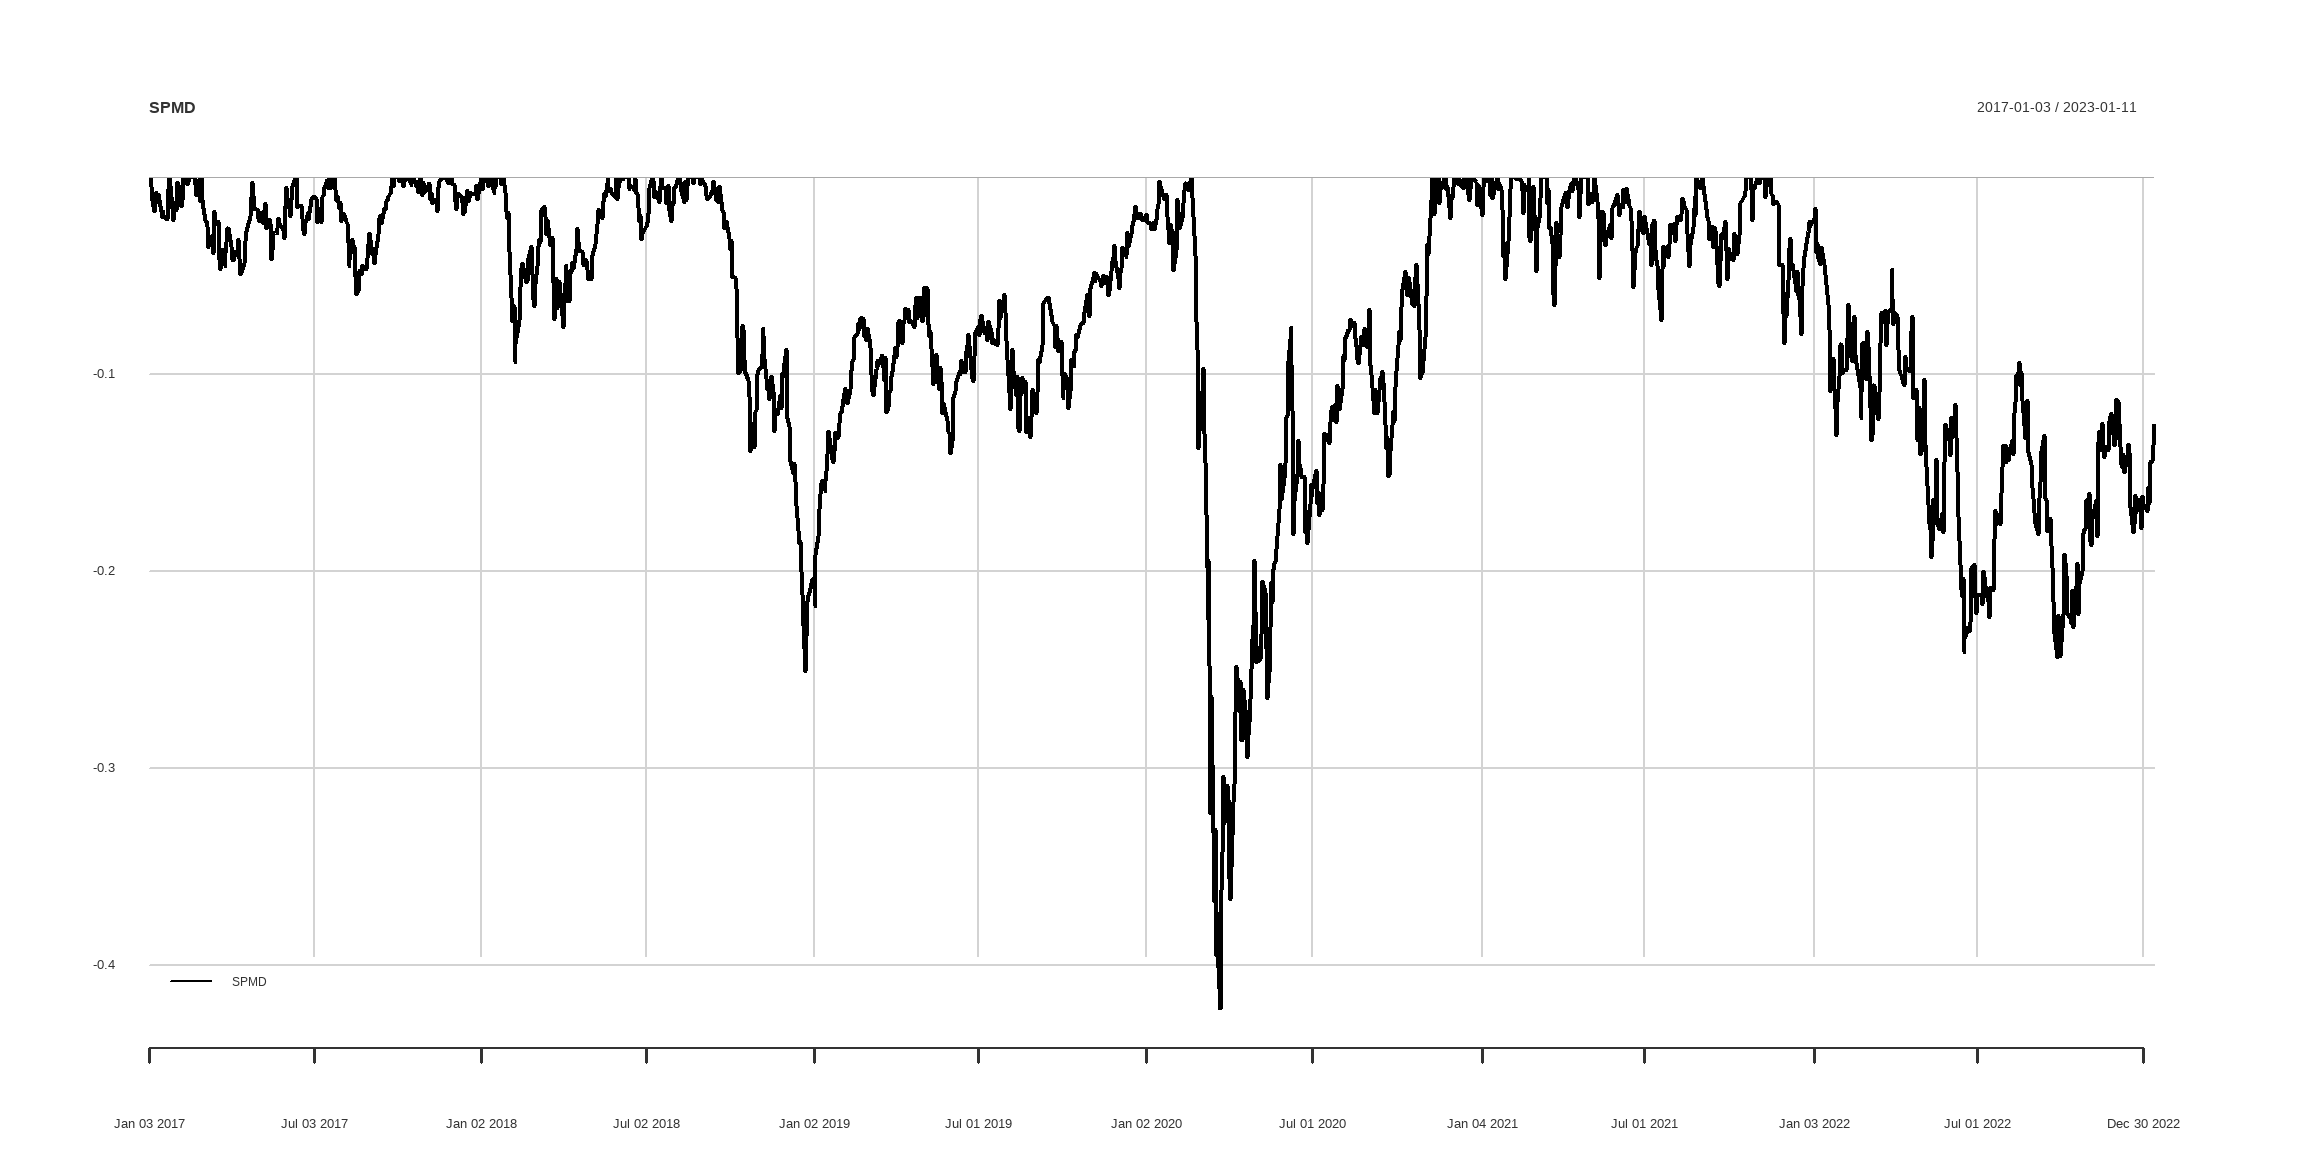 SPMD
2017-01-03 / 2023-01-11
-0.1
-0.2
-0.3
-0.4
SPMD
Jan 03 2017
Jul 03 2017
Jan 02 2018
Jul 02 2018
Jan 02 2019
Jul 01 2019
Jan 02 2020
Jul 01 2020
Jan 04 2021
Jul 01 2021
Jan 03 2022
Jul 01 2022
Dec 30 2022